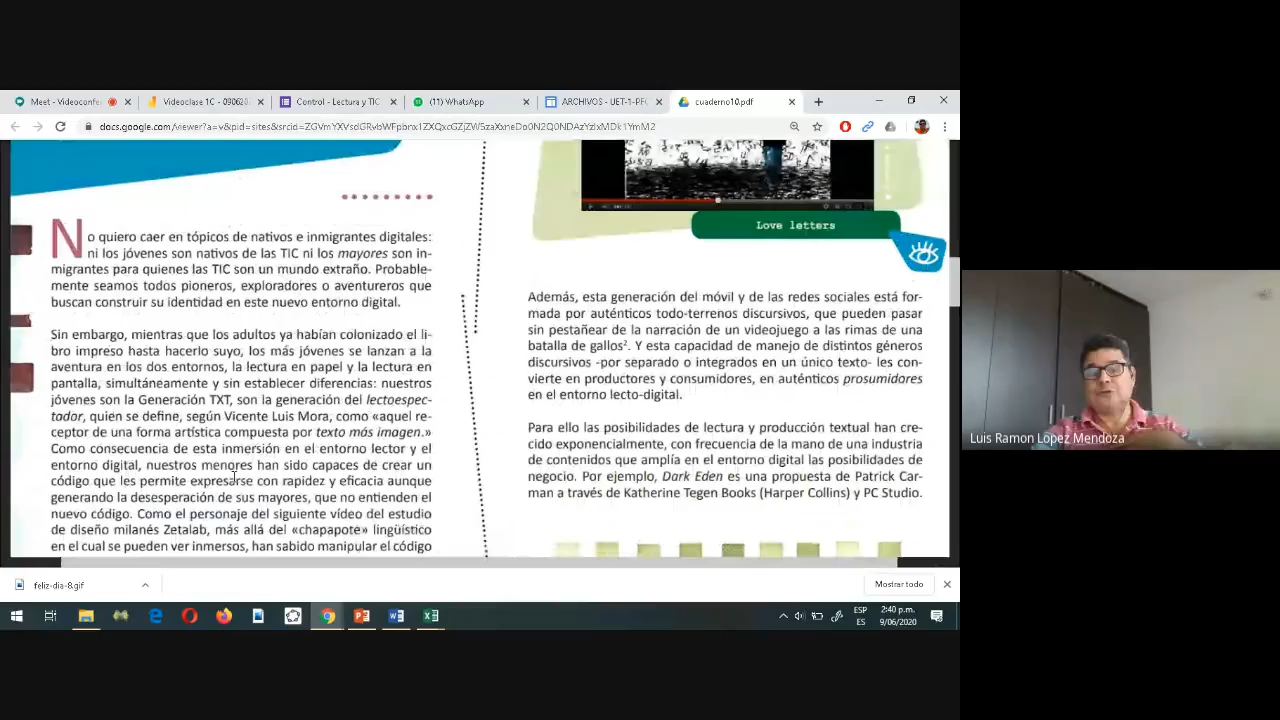 Meet - Videoconfe
Videoclase 1C - 090620
Control - Lectura y TIC
(11) WhatsApp
ARCHIVOS - UET-1-PFC
cuaderno10.pdf
Love letters
No quiero caer en tópicos de nativos e inmigrantes digitales:
ni los jóvenes son nativos de las TIC ni los mayores son in-
migrantes para quienes las TIC son un mundo extraño. Probable-
mente seamos todos pioneros, exploradores o aventureros que
buscan construir su identidad en este nuevo entorno digital.
Sin embargo, mientras que los adultos ya habían colonizado el li-
bro impreso hasta hacerlo suyo, los más jóvenes se lanzan a la
aventura en los dos entornos, la lectura en papel y la lectura en
pantalla, simultáneamente y sin establecer diferencias: nuestros
jóvenes son la Generación TXT, son la generación del lectoespec-
tador, quien se define, según Vicente Luis Mora, como «aquel re-
ceptor de una forma artística compuesta por texto más imagen.»
Como consecuencia de esta inmersión en el entorno lector y el
entorno digital, nuestros menores han sido capaces de crear un
código que les permite expresarse con rapidez y eficacia aunque
generando la desesperación de sus mayores, que no entienden el
nuevo código. Como el personaje del siguiente vídeo del estudio
de diseño milanés Zetalab, más allá del «chapapote» lingüístico
en el cual se pueden ver inmersos, han sabido manipular el código
Además, esta generación del móvil y de las redes sociales está for-
mada por auténticos todo-terrenos discursivos, que pueden pasar
sin pestañear de la narración de un videojuego a las rimas de una
batalla de gallos². Y esta capacidad de manejo de distintos géneros
discursivos -por separado o integrados en un único texto- les con-
vierte en productores y consumidores, en auténticos prosumidores
en el entorno lecto-digital.
Para ello las posibilidades de lectura y producción textual han cre-
cido exponencialmente, con frecuencia de la mano de una industria
de contenidos que amplía en el entorno digital las posibilidades de
negocio. Por ejemplo, Dark Eden es una propuesta de Patrick Car-
man a través de Katherine Tegen Books (Harper Collins) y PC Studio.
Luis Ramon López Mendoza
feliz-dia-8.gif
Mostrar todo
ESP
ES
2:40 p.m.
9/06/2020